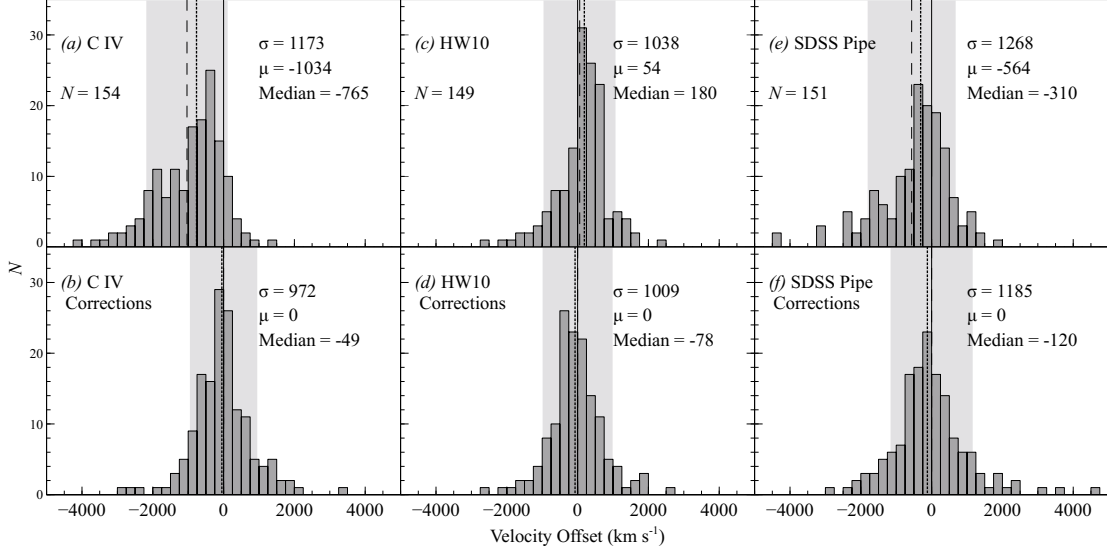 (a) C IV
σ = 1173
μ = -1034
N = 154
Median = -765
(c) HW10
σ = 1038
μ = 54
N = 149
Median = 180
(e) SDSS Pipe
σ = 1268
μ = -564
N = 151
Median = -310
30
20
10
0
(b) C IV
Corrections
σ = 972
μ = 0
Median = -49
(d) HW10
Corrections
σ = 1009
μ = 0
Median = -78
(f) SDSS Pipe
Corrections
σ = 1185
μ = 0
Median = -120
N
30
20
10
0
−4000 −2000 0 2000 −4000 −2000 0 2000 −4000 −2000 0 2000 4000
Velocity Offset (km s⁻¹)